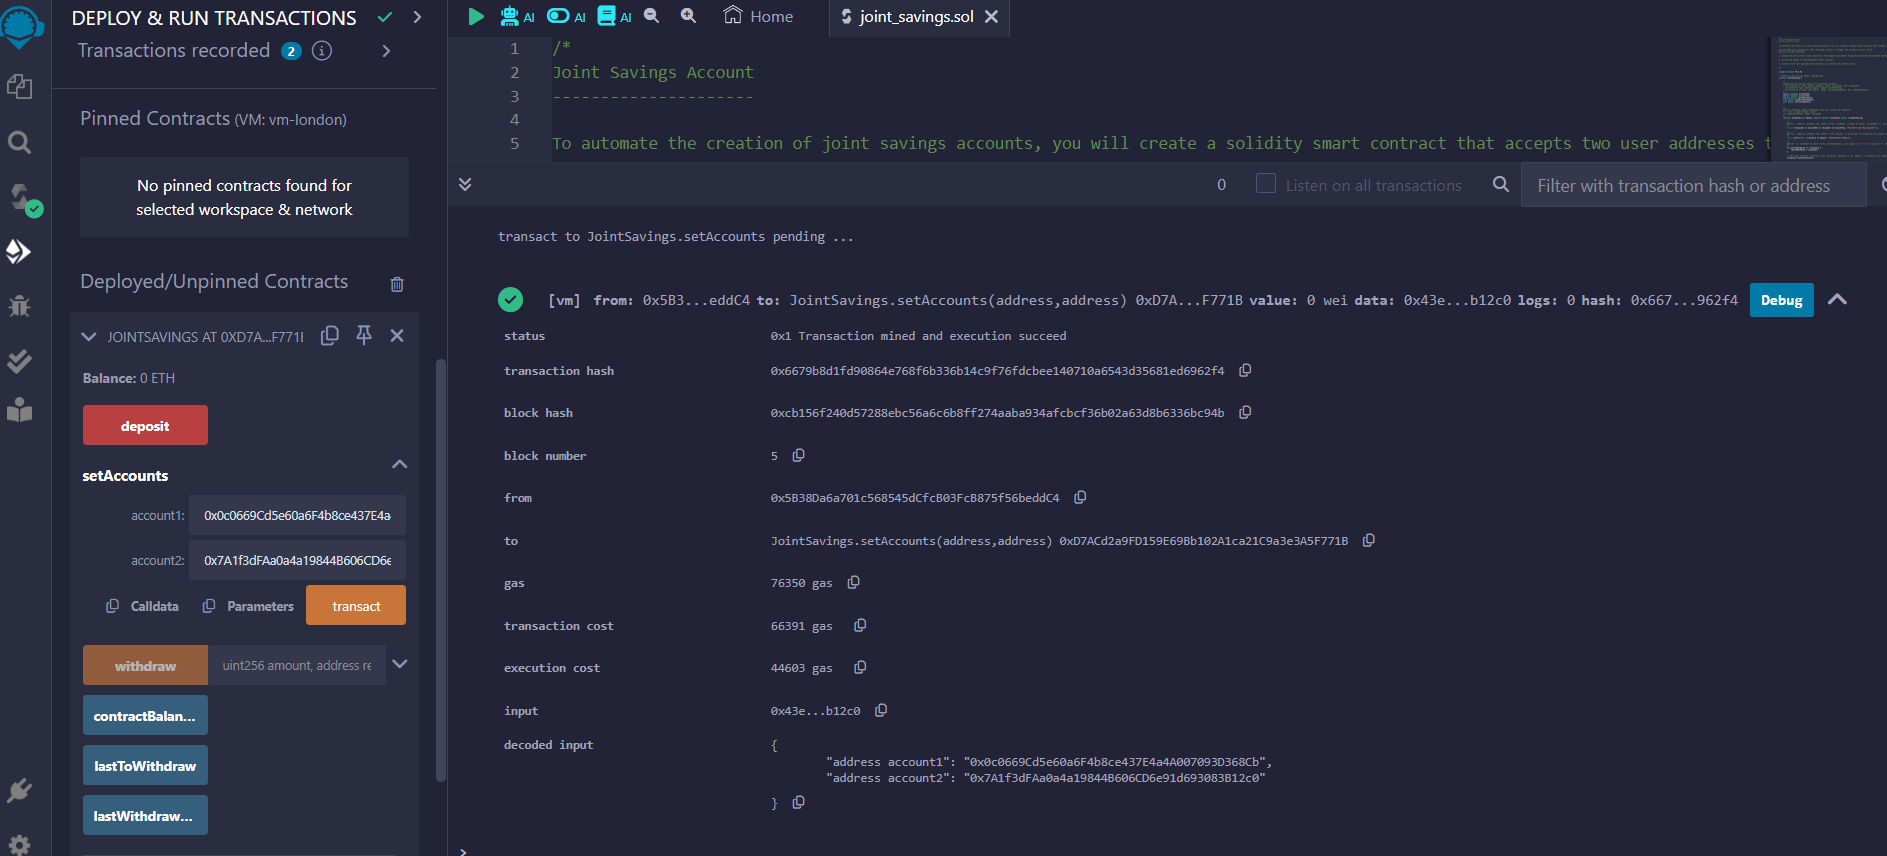 DEPLOY & RUN TRANSACTIONS
Transactions recorded 2
Pinned Contracts (VM: vm-london)
No pinned contracts found for
selected workspace & network
Deployed/Unpinned Contracts
JOINTSAVINGS AT 0XD7A...F771
Balance: 0 ETH
deposit
setAccounts
account1: 0x0c0669Cd5e60a6F4b8ce437E4a
account2: 0x7A1f3dFAa0a4a19844B606CD6e
Calldata Parameters transact
withdraw uint256 amount, address re
contractBalan...
lastToWithdraw
lastWithdraw...
AI AI AI Home joint_savings.sol
1 /*
2 Joint Savings Account
3 ---------------------
4
5 To automate the creation of joint savings accounts, you will create a solidity smart contract that accepts two user addresses t
0 Listen on all transactions Filter with transaction hash or address
transact to JointSavings.setAccounts pending ...
[vm] from: 0x5B3...eddC4 to: JointSavings.setAccounts(address,address) 0xD7A...F771B value: 0 wei data: 0x43e...b12c0 logs: 0 hash: 0x667...962f4 Debug
status 0x1 Transaction mined and execution succeed
transaction hash 0x6679b8d1fd90864e768f6b336b14c9f76fdcbee140710a6543d35681ed6962f4
block hash 0xcb156f240d57288ebc56a6c6b8ff274aaba934afcbcf36b02a63d8b6336bc94b
block number 5
from 0x5B38Da6a701c568545dCfcB03FcB875f56beddC4
to JointSavings.setAccounts(address,address) 0xD7ACd2a9FD159E69Bb102A1ca21C9a3e3A5F771B
gas 76350 gas
transaction cost 66391 gas
execution cost 44603 gas
input 0x43e...b12c0
decoded input {
"address account1": "0x0c0669Cd5e60a6F4b8ce437E4a4A007093D368Cb",
"address account2": "0x7A1f3dFAa0a4a19844B606CD6e91d693083B12c0"
}
>